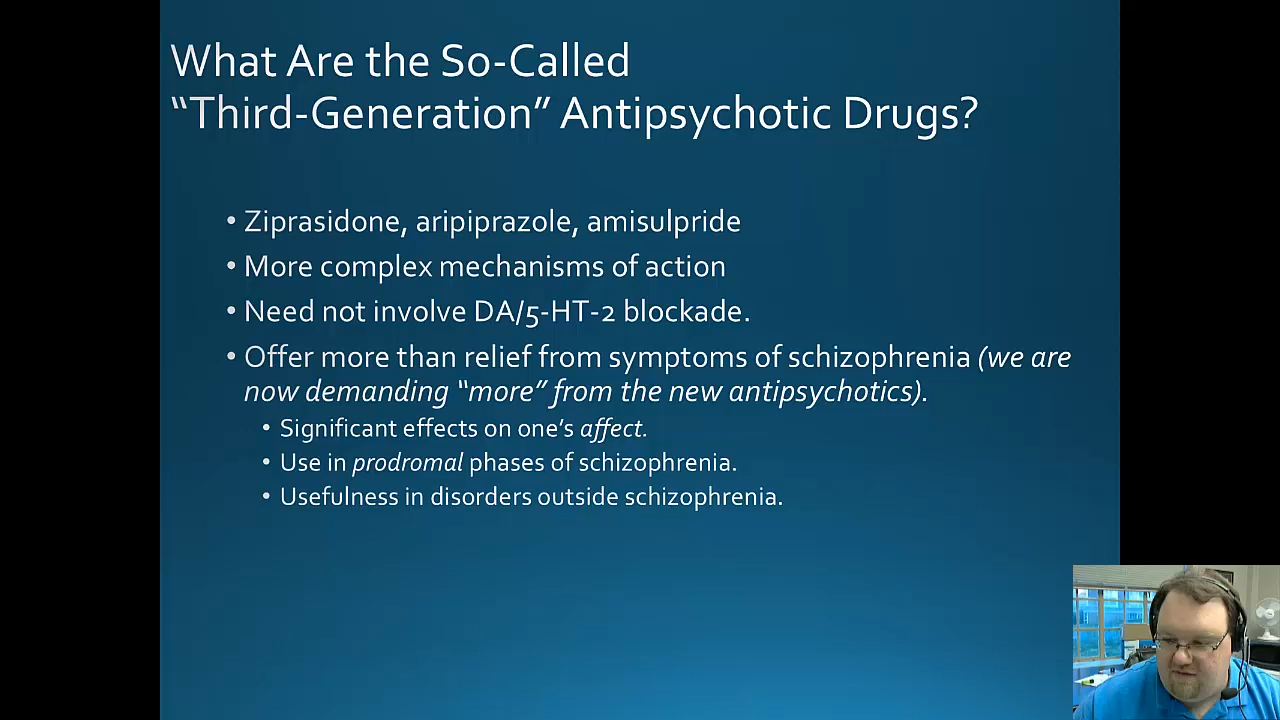 What Are the So-Called
“Third-Generation” Antipsychotic Drugs?
• Ziprasidone, aripiprazole, amisulpride
• More complex mechanisms of action
• Need not involve DA/5-HT-2 blockade.
• Offer more than relief from symptoms of schizophrenia (we are
now demanding “more” from the new antipsychotics).
• Significant effects on one’s affect.
• Use in prodromal phases of schizophrenia.
• Usefulness in disorders outside schizophrenia.